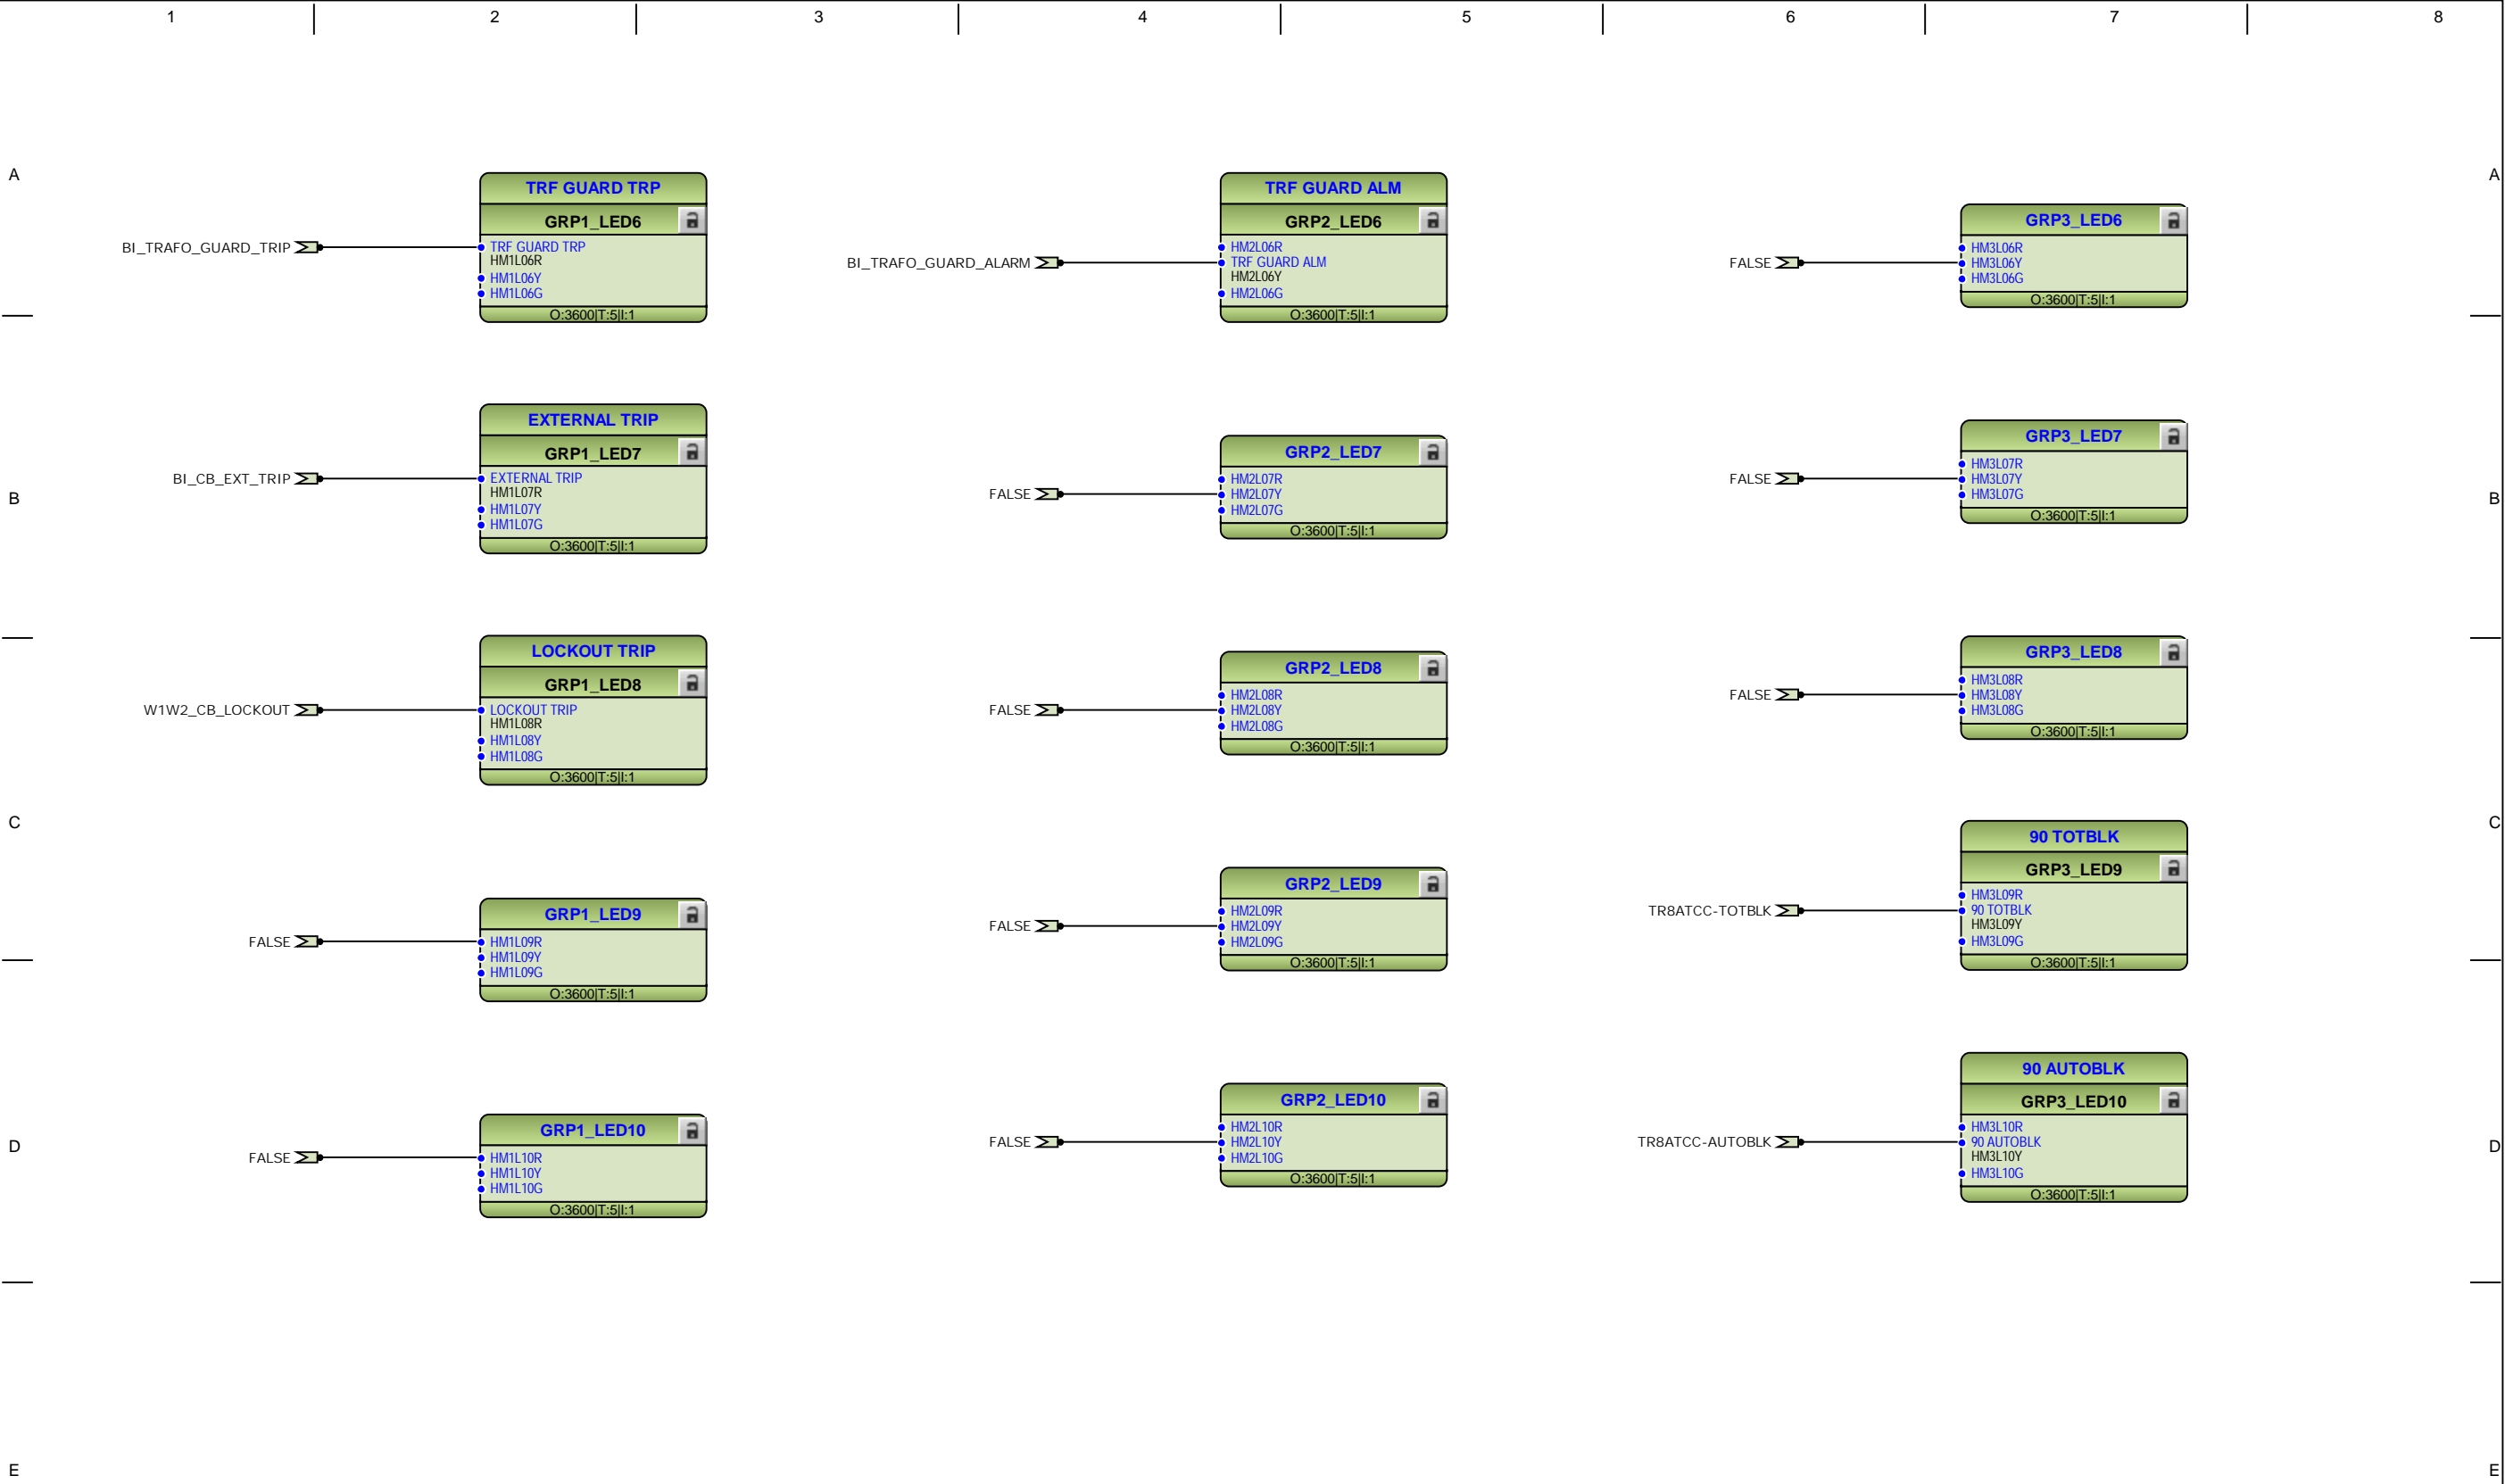 1 2 3 4 5 6 7 8
A A
TRF GUARD TRP
GRP1_LED6
BI_TRAFO_GUARD_TRIP
TRF GUARD TRP
HM1L06R
HM1L06Y
HM1L06G
O:3600|T:5|I:1
TRF GUARD ALM
GRP2_LED6
BI_TRAFO_GUARD_ALARM
HM2L06R
TRF GUARD ALM
HM2L06Y
HM2L06G
O:3600|T:5|I:1
GRP3_LED6
FALSE
HM3L06R
HM3L06Y
HM3L06G
O:3600|T:5|I:1
B B
EXTERNAL TRIP
GRP1_LED7
BI_CB_EXT_TRIP
EXTERNAL TRIP
HM1L07R
HM1L07Y
HM1L07G
O:3600|T:5|I:1
GRP2_LED7
FALSE
HM2L07R
HM2L07Y
HM2L07G
O:3600|T:5|I:1
GRP3_LED7
FALSE
HM3L07R
HM3L07Y
HM3L07G
O:3600|T:5|I:1
LOCKOUT TRIP
GRP1_LED8
W1W2_CB_LOCKOUT
LOCKOUT TRIP
HM1L08R
HM1L08Y
HM1L08G
O:3600|T:5|I:1
GRP2_LED8
FALSE
HM2L08R
HM2L08Y
HM2L08G
O:3600|T:5|I:1
GRP3_LED8
FALSE
HM3L08R
HM3L08Y
HM3L08G
O:3600|T:5|I:1
C C
GRP1_LED9
FALSE
HM1L09R
HM1L09Y
HM1L09G
O:3600|T:5|I:1
GRP2_LED9
FALSE
HM2L09R
HM2L09Y
HM2L09G
O:3600|T:5|I:1
90 TOTBLK
GRP3_LED9
TR8ATCC-TOTBLK
HM3L09R
90 TOTBLK
HM3L09Y
HM3L09G
O:3600|T:5|I:1
D D
GRP1_LED10
FALSE
HM1L10R
HM1L10Y
HM1L10G
O:3600|T:5|I:1
GRP2_LED10
FALSE
HM2L10R
HM2L10Y
HM2L10G
O:3600|T:5|I:1
90 AUTOBLK
GRP3_LED10
TR8ATCC-AUTOBLK
HM3L10R
90 AUTOBLK
HM3L10Y
HM3L10G
O:3600|T:5|I:1
E E